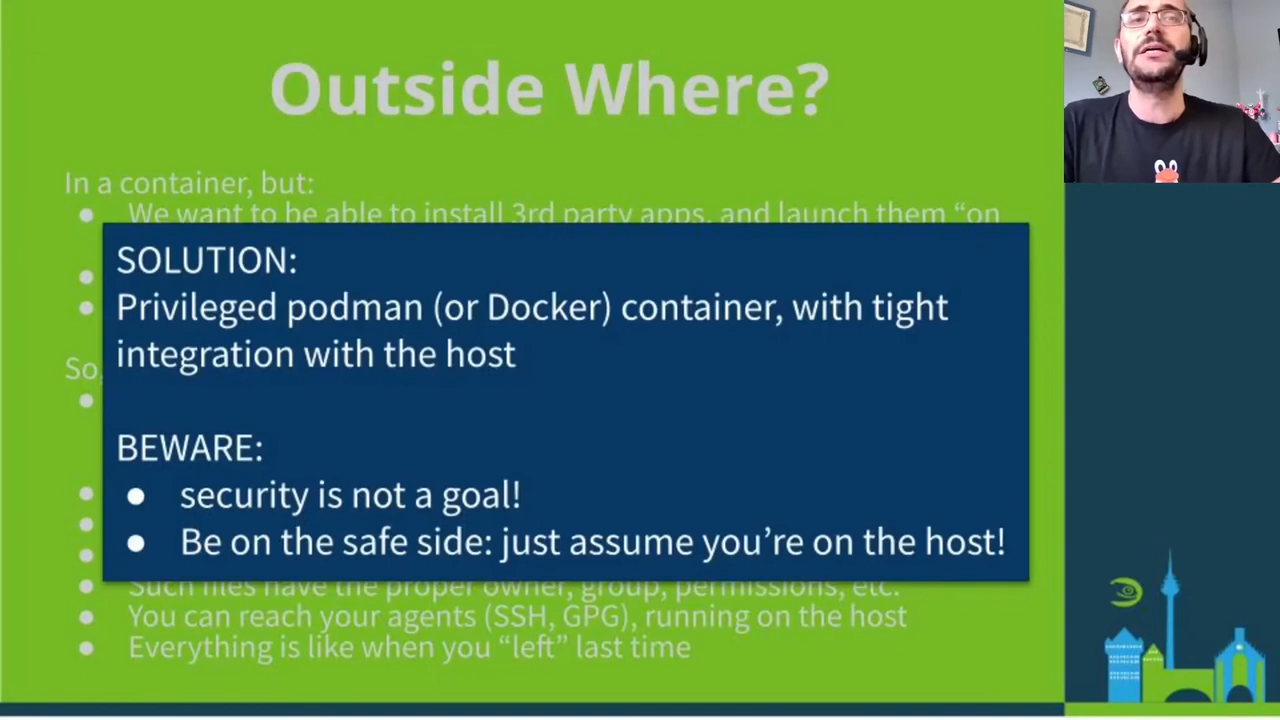 Outside Where?
In a container, but:
● We want to be able to install 3rd party apps, and launch them “on
SOLUTION:
● Privileged podman (or Docker) container, with tight
integration with the host
So,
BEWARE:
● security is not a goal!
● Be on the safe side: just assume you’re on the host!
● Such files have the proper owner, group, permissions, etc.
● You can reach your agents (SSH, GPG), running on the host
● Everything is like when you “left” last time